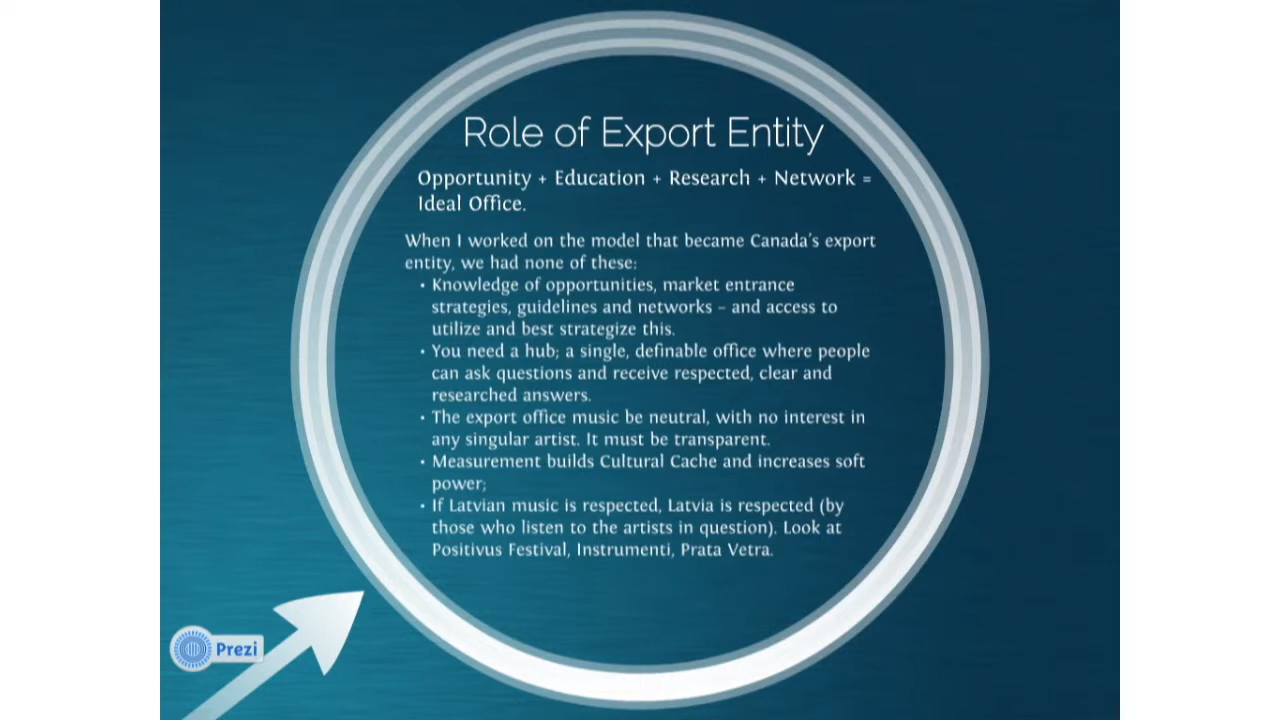 Role of Export Entity
Opportunity + Education + Research + Network =
Ideal Office.
When I worked on the model that became Canada's export
entity, we had none of these:
• Knowledge of opportunities, market entrance
strategies, guidelines and networks – and access to
utilize and best strategize this.
• You need a hub; a single, definable office where people
can ask questions and receive respected, clear and
researched answers.
• The export office music be neutral, with no interest in
any singular artist. It must be transparent.
• Measurement builds Cultural Cache and increases soft
power;
• If Latvian music is respected, Latvia is respected (by
those who listen to the artists in question). Look at
Positivus Festival, Instrumenti, Prata Vetra.
Prezi